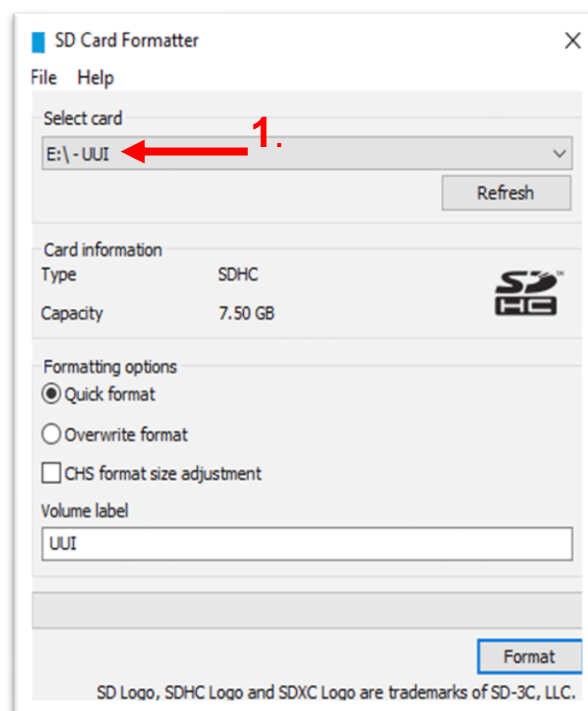 SD Card Formatter
File Help
Select card
E:\ - UUI
1.
Refresh
Card information
Type SDHC
Capacity 7.50 GB
SD HC ™
Formatting options
Quick format
Overwrite format
CHS format size adjustment
Volume label
UUI
Format
SD Logo, SDHC Logo and SDXC Logo are trademarks of SD-3C, LLC.